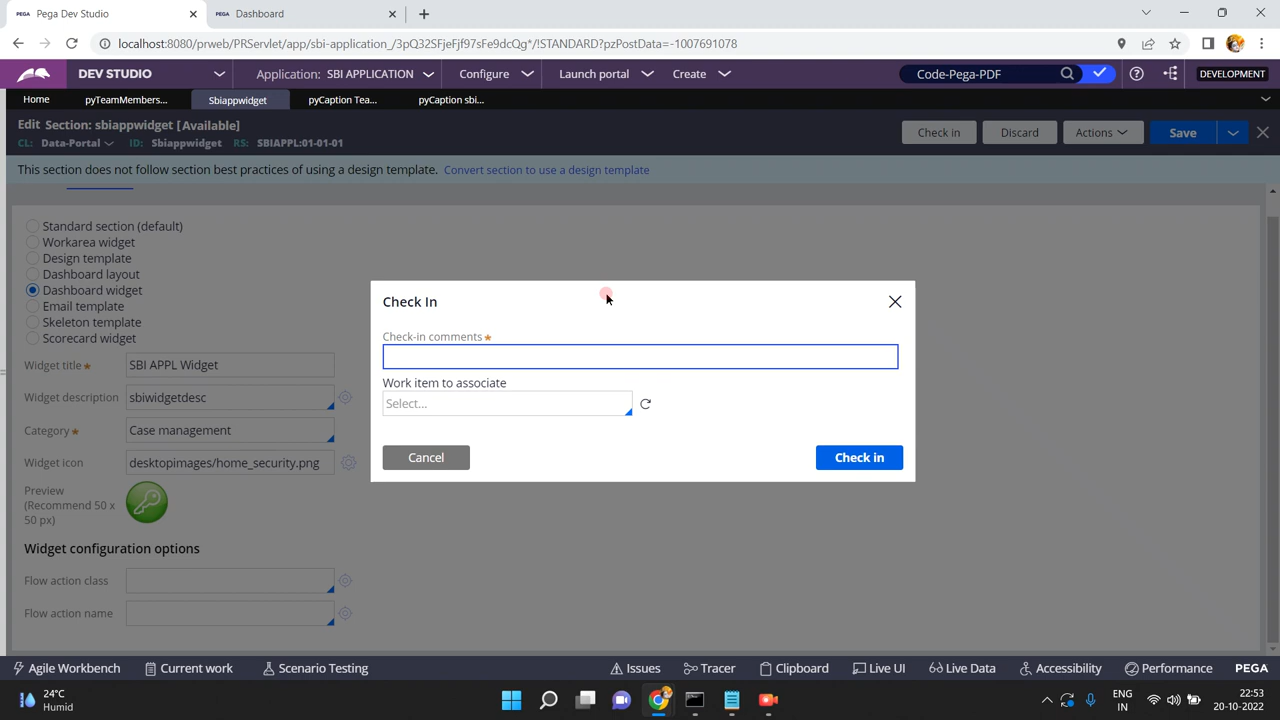 PEGA Pega Dev Studio
PEGA Dashboard
localhost:8080/prweb/PRServlet/app/sbi-application_/3pQ32SFjeFjf97sFe9dcQg*/!STANDARD?pzPostData=-1007691078
DEV STUDIO Application: SBI APPLICATION Configure Launch portal Create Code-Pega-PDF DEVELOPMENT
Home pyTeamMembers... Sbiappwidget pyCaption Tea... pyCaption sbi...
Edit Section: sbiappwidget [Available]
CL: Data-Portal ID: Sbiappwidget RS: SBIAPPL:01-01-01
Check in Discard Actions Save
This section does not follow section best practices of using a design template. Convert section to use a design template
Standard section (default)
Workarea widget
Design template
Dashboard layout
Dashboard widget
Email template
Skeleton template
Scorecard widget
Widget title SBI APPL Widget
Widget description sbiwidgetdesc
Category Case management
Widget icon desktopimages/home_security.png
Preview
(Recommend 50 x
50 px)
Widget configuration options
Flow action class
Flow action name
Check In
Check-in comments
Work item to associate
Select...
Cancel Check in
Agile Workbench Current work Scenario Testing Issues Tracer Clipboard Live UI Live Data Accessibility Performance PEGA
24°C
Humid
ENG
IN
22:53
20-10-2022